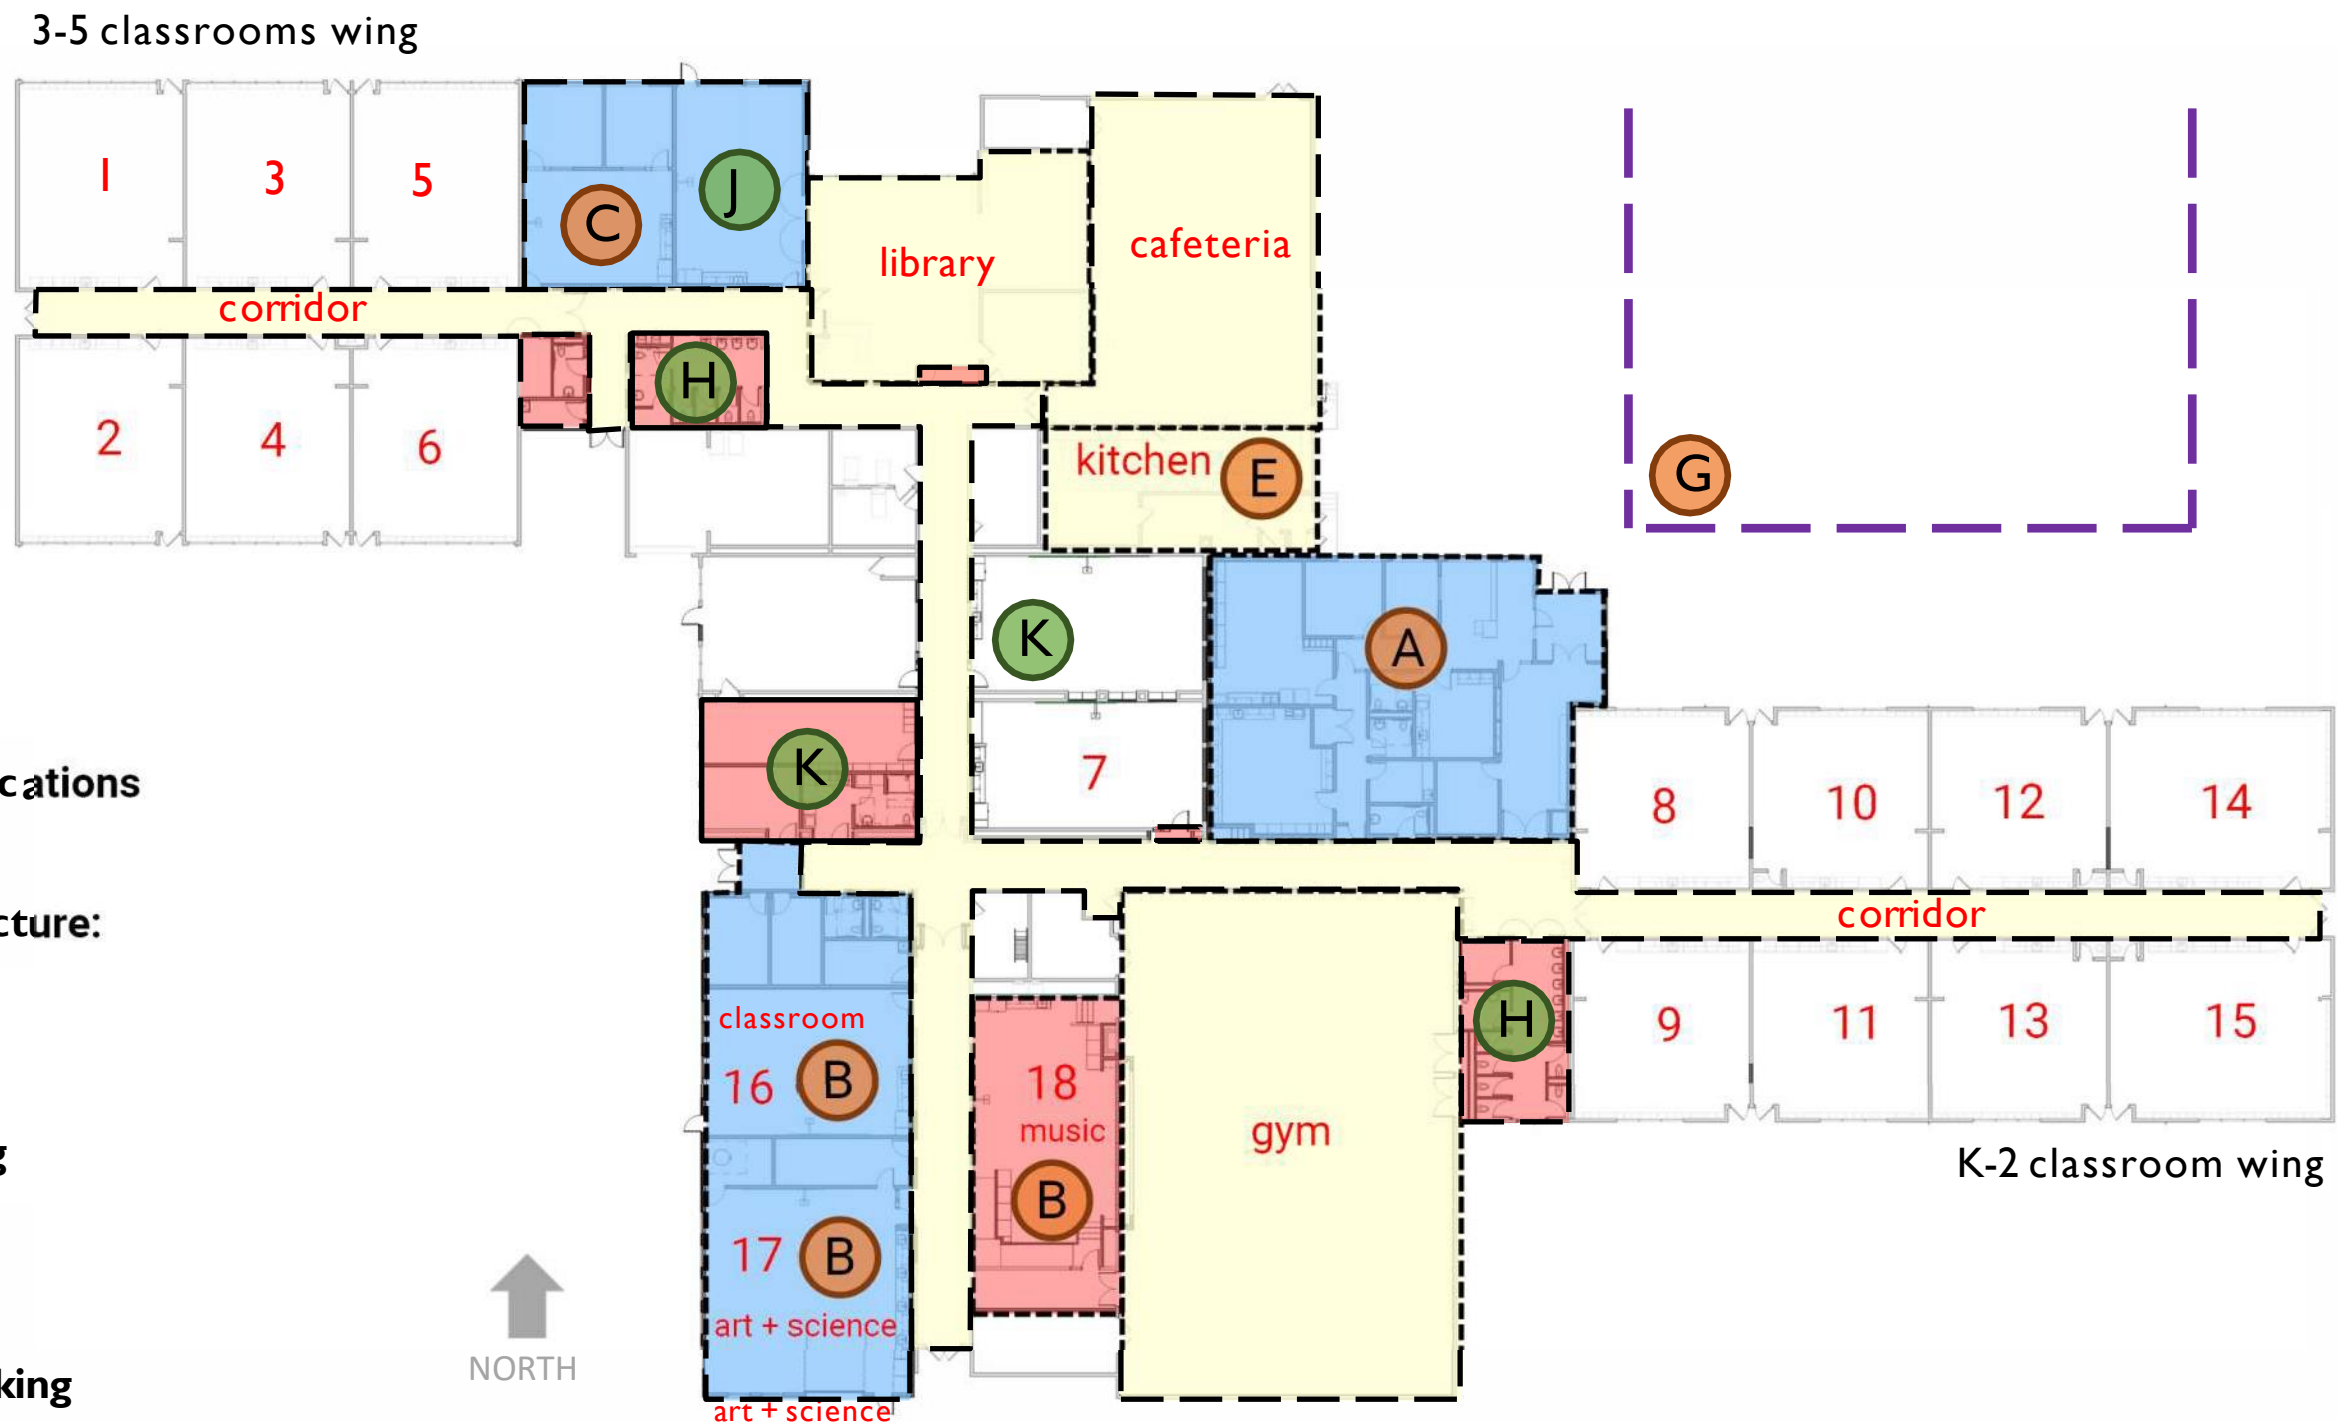 3-5 classrooms wing
1
3
5
C
J
library
cafeteria
corridor
H
2
4
6
kitchen
E
G
K
A
K
7
8
10
12
14
cations
cture:
corridor
classroom
16
B
18
music
B
gym
H
9
11
13
15
K-2 classroom wing
g
17
B
art + science
NORTH
king
art + science